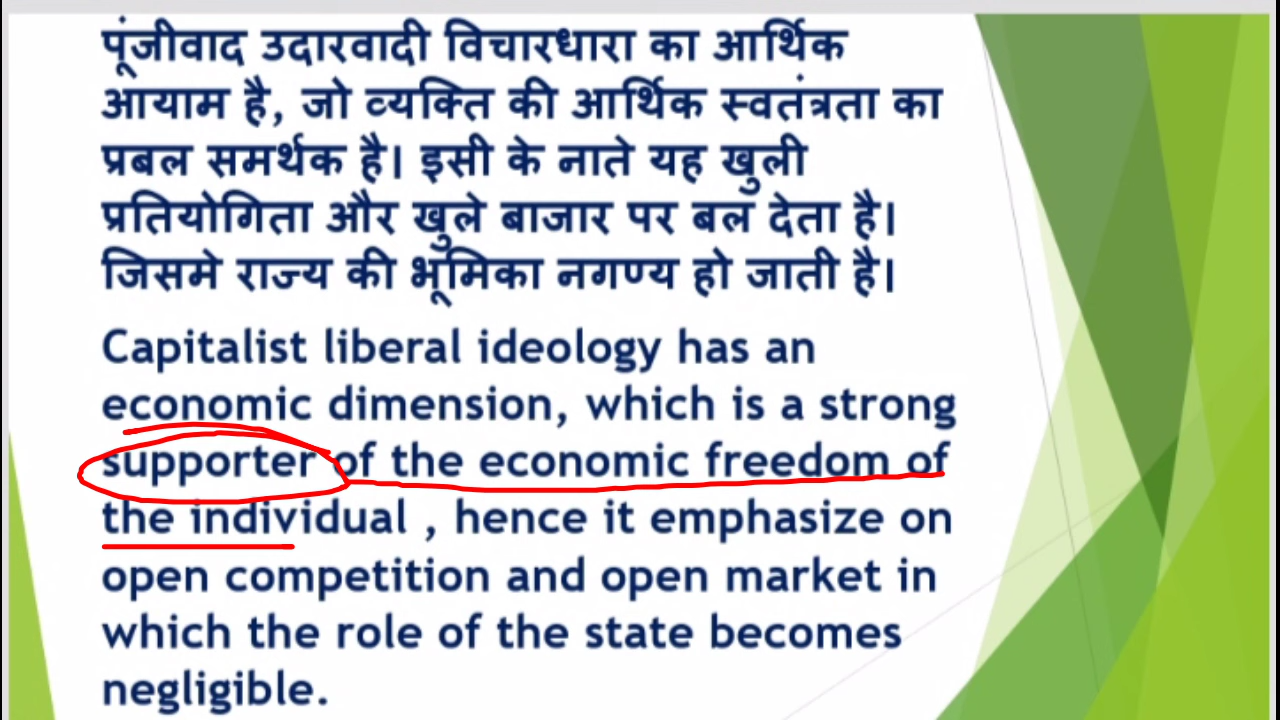 पूंजीवाद उदारवादी विचारधारा का आर्थिक
आयाम है, जो व्यक्ति की आर्थिक स्वतंत्रता का
प्रबल समर्थक है। इसी के नाते यह खुली
प्रतियोगिता और खुले बाजार पर बल देता है।
जिसमे राज्य की भूमिका नगण्य हो जाती है।
Capitalist liberal ideology has an
economic dimension, which is a strong
supporter of the economic freedom of
the individual , hence it emphasize on
open competition and open market in
which the role of the state becomes
negligible.